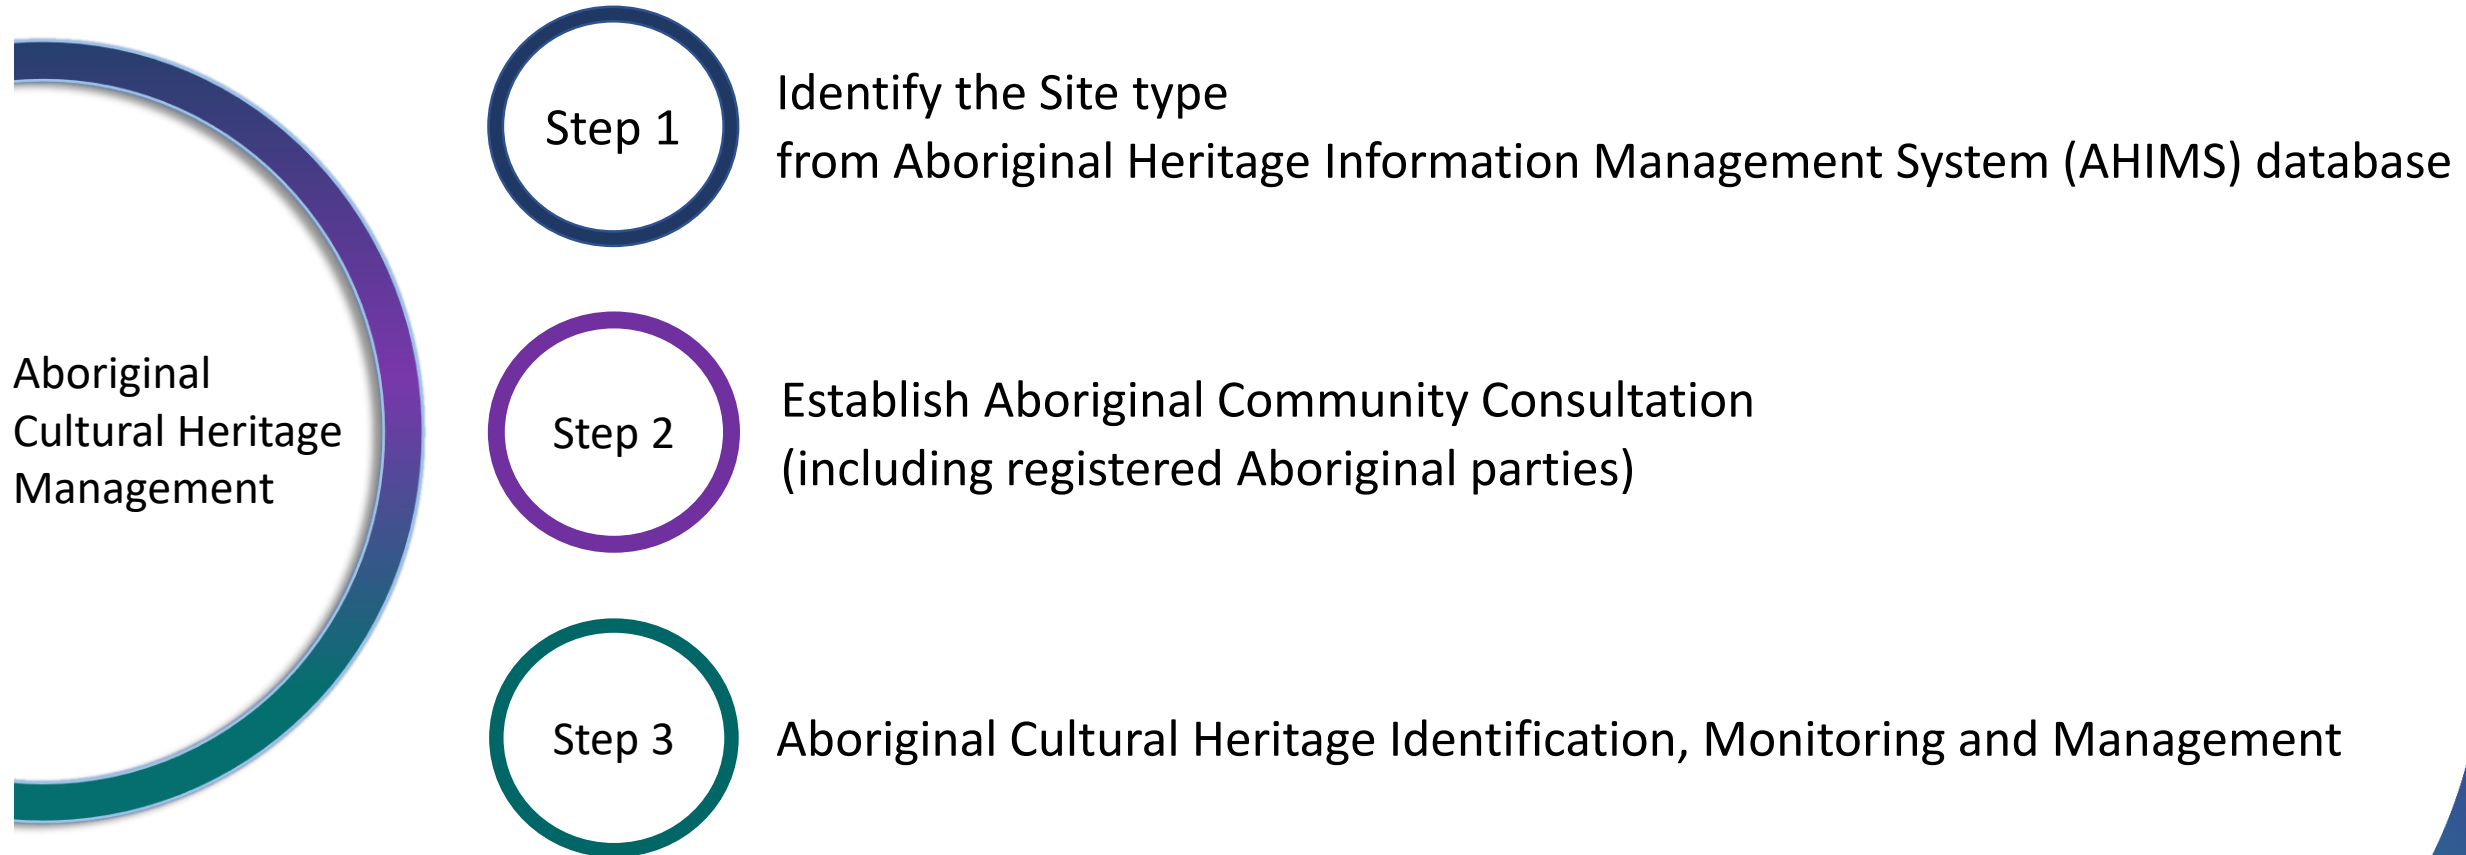 Aboriginal
Cultural Heritage
Management
Step 1
Identify the Site type
from Aboriginal Heritage Information Management System (AHIMS) database
Step 2
Establish Aboriginal Community Consultation
(including registered Aboriginal parties)
Step 3
Aboriginal Cultural Heritage Identification, Monitoring and Management